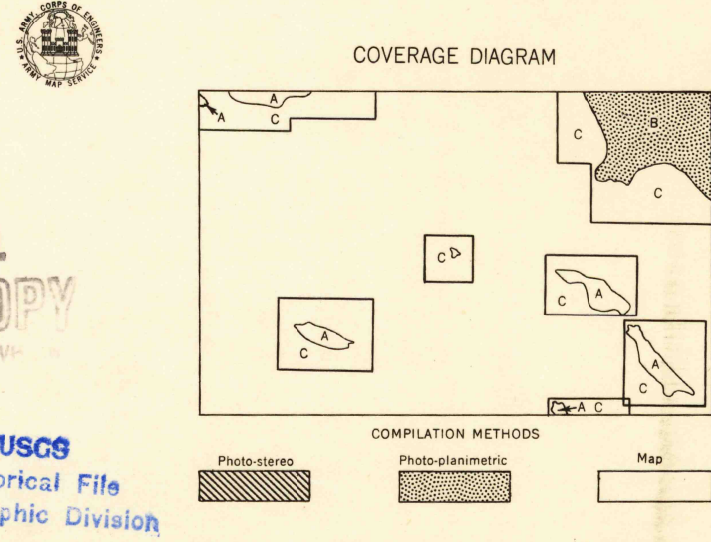 U.S. ARMY, CORPS OF ENGINEERS
ARMY MAP SERVICE
COVERAGE DIAGRAM
A
A
C
C
B
C
C
C
A
A
C
A
C
A C
COMPILATION METHODS
Photo-stereo
Photo-planimetric
Map
OPY
USGS
orical File
phic Division